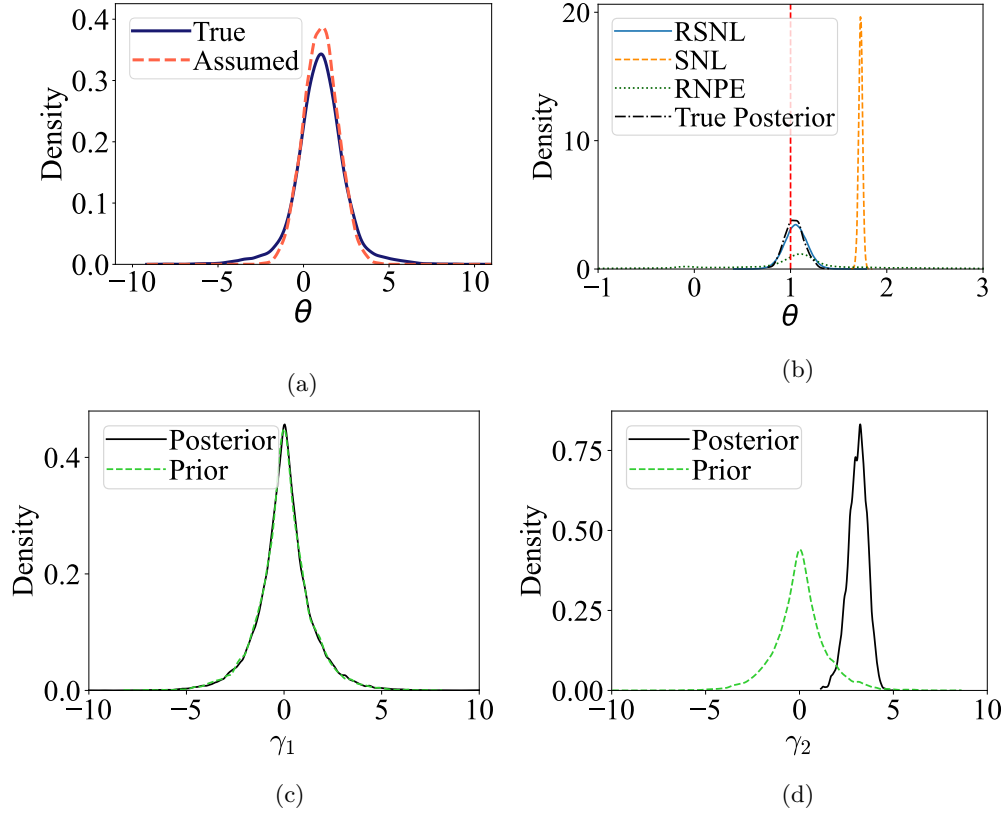 0.4
True
Assumed
0.3
0.2
0.1
0.0
Density
−10
−5
0
5
10
θ
(a)
20
RSNL
SNL
RNPE
True Posterior
10
0
Density
−1
0
1
2
3
θ
(b)
Posterior
Prior
0.4
0.2
0.0
Density
−10
−5
0
5
10
γ₁
(c)
Posterior
Prior
0.75
0.50
0.25
0.00
Density
−10
−5
0
5
10
γ₂
(d)